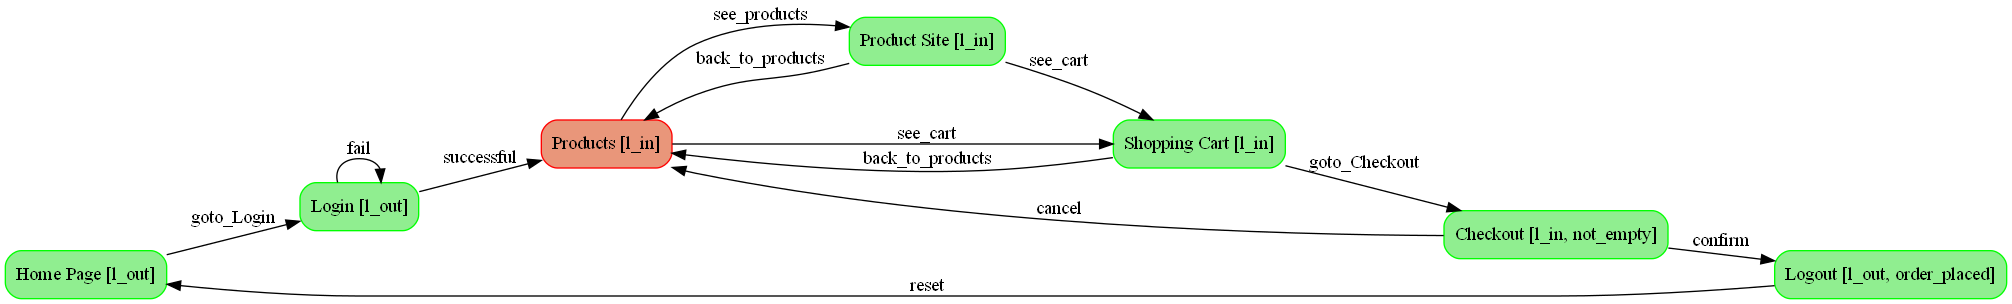 see_products
Product Site [l_in]
back_to_products
see_cart
Products [l_in]
see_cart
Shopping Cart [l_in]
back_to_products
fail
successful
goto_Checkout
Login [l_out]
goto_Login
cancel
Checkout [l_in, not_empty]
confirm
Home Page [l_out]
Logout [l_out, order_placed]
reset